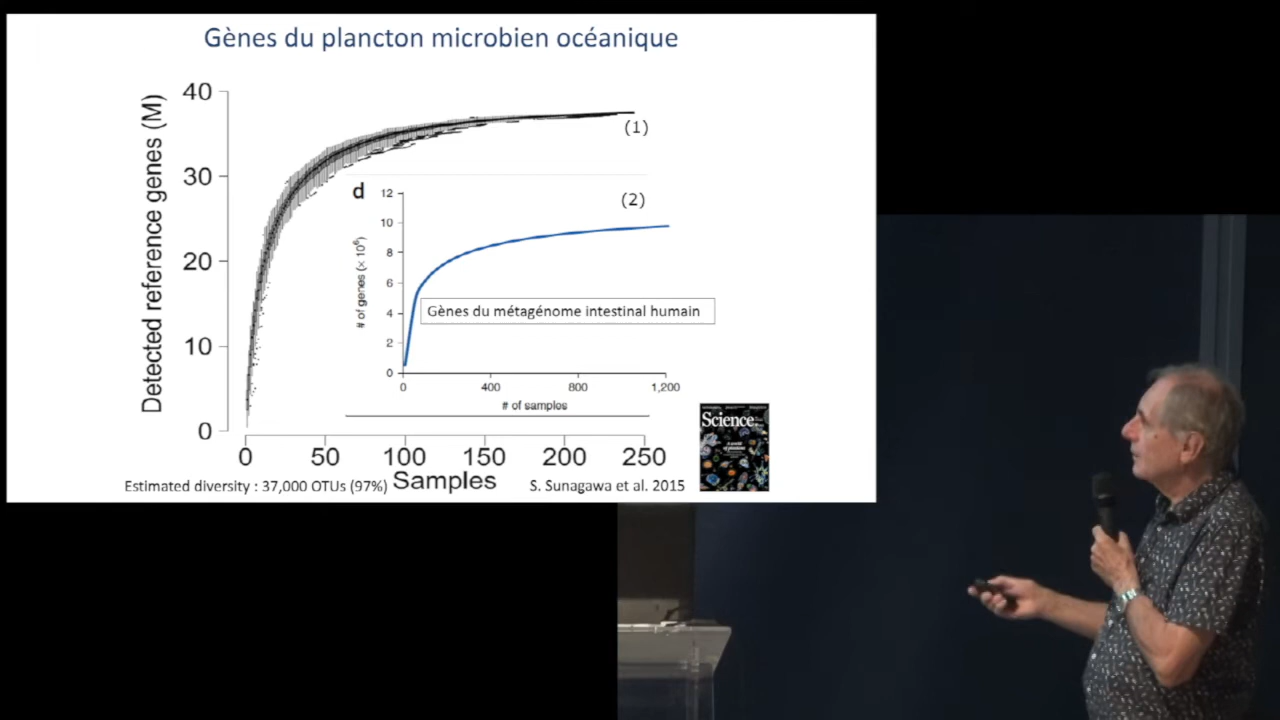 Gènes du plancton microbien océanique
Detected reference genes (M)
40
30
20
10
0
(1)
d
(2)
# of genes (× 10⁶)
12
10
8
6
4
2
0
Gènes du métagénome intestinal humain
0 400 800 1,200
# of samples
0 50 100 150 200 250
Samples
Estimated diversity : 37,000 OTUs (97%)
S. Sunagawa et al. 2015
Science